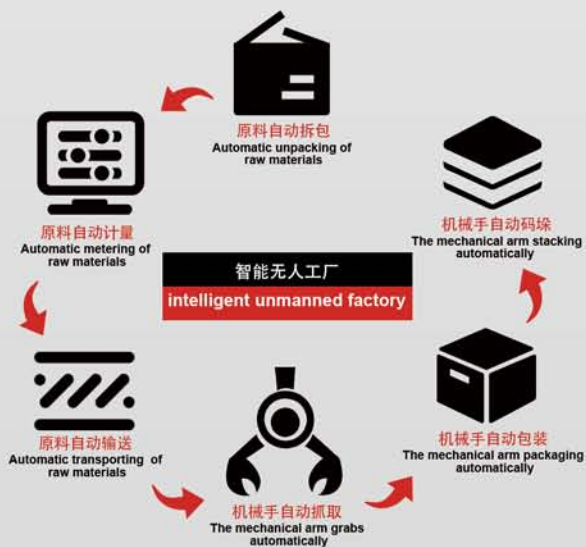 原料自动拆包
Automatic unpacking of
raw materials
原料自动计量
Automatic metering of
raw materials
机械手自动码垛
The mechanical arm stacking
automatically
智能无人工厂
intelligent unmanned factory
原料自动输送
Automatic transporting of
raw materials
机械手自动抓取
The mechanical arm grabs
automatically
机械手自动包装
The mechanical arm packaging
automatically